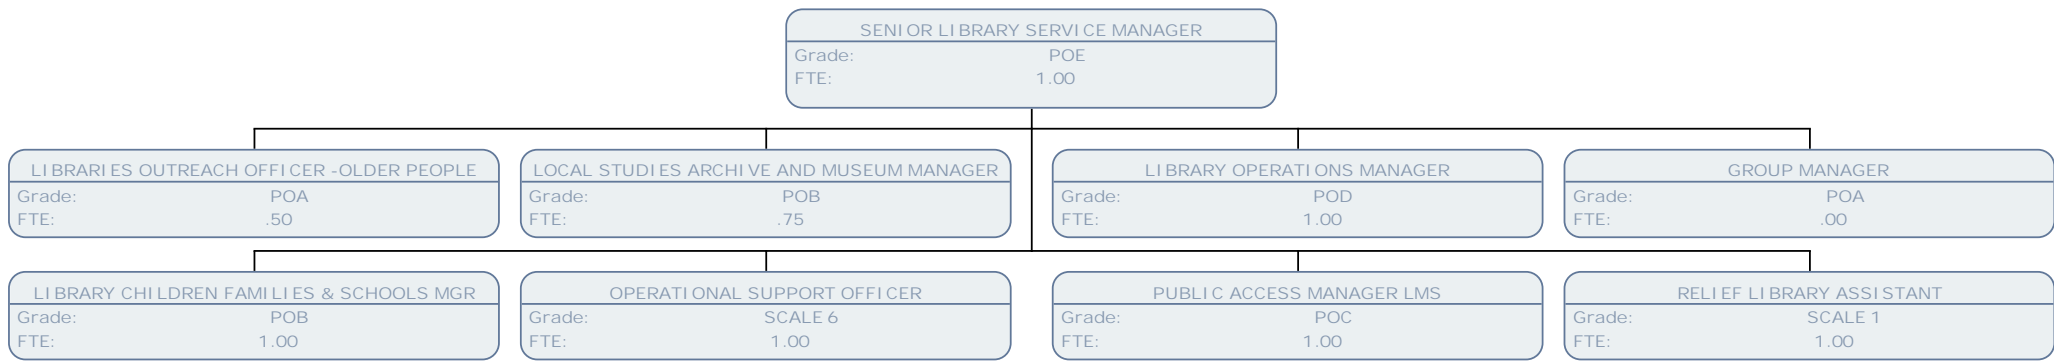 SENIOR LIBRARY SERVICE MANAGER
Grade: POE
FTE: 1.00
LIBRARIES OUTREACH OFFICER -OLDER PEOPLE
Grade: POA
FTE: .50
LOCAL STUDIES ARCHIVE AND MUSEUM MANAGER
Grade: POB
FTE: .75
LIBRARY OPERATIONS MANAGER
Grade: POD
FTE: 1.00
GROUP MANAGER
Grade: POA
FTE: .00
LIBRARY CHILDREN FAMILIES & SCHOOLS MGR
Grade: POB
FTE: 1.00
OPERATIONAL SUPPORT OFFICER
Grade: SCALE 6
FTE: 1.00
PUBLIC ACCESS MANAGER LMS
Grade: POC
FTE: 1.00
RELIEF LIBRARY ASSISTANT
Grade: SCALE 1
FTE: 1.00